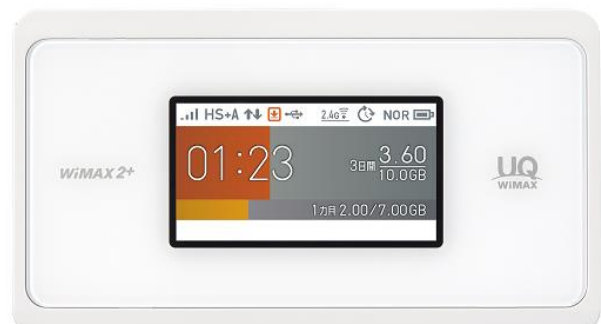 HS+A 2.4G NOR
01:23
3日間 3.60
10.0GB
1カ月 2.00/7.00GB
WiMAX 2+
UQ
WiMAX